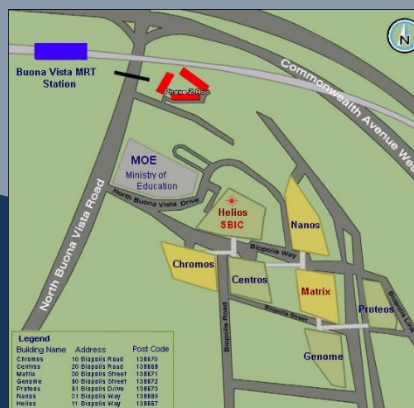 Commonwealth Avenue West
Buona Vista MRT
Station
MOE
Ministry of
Education
North Buona Vista Drive
North Buona Vista Road
Helios
SBIC
Nanos
Biopolis Way
Chromos
Centros
Matrix
Proteos
Biopolis Road
Biopolis Street
Genome
Legend
Building Name Address Post Code
Chromos 10 Biopolis Road 138670
Centros 20 Biopolis Road 138668
Matrix 30 Biopolis Street 138671
Genome 60 Biopolis Street 138672
Proteos 61 Biopolis Drive 138673
Nanos 31 Biopolis Way 138669
Helios 11 Biopolis Way 138667